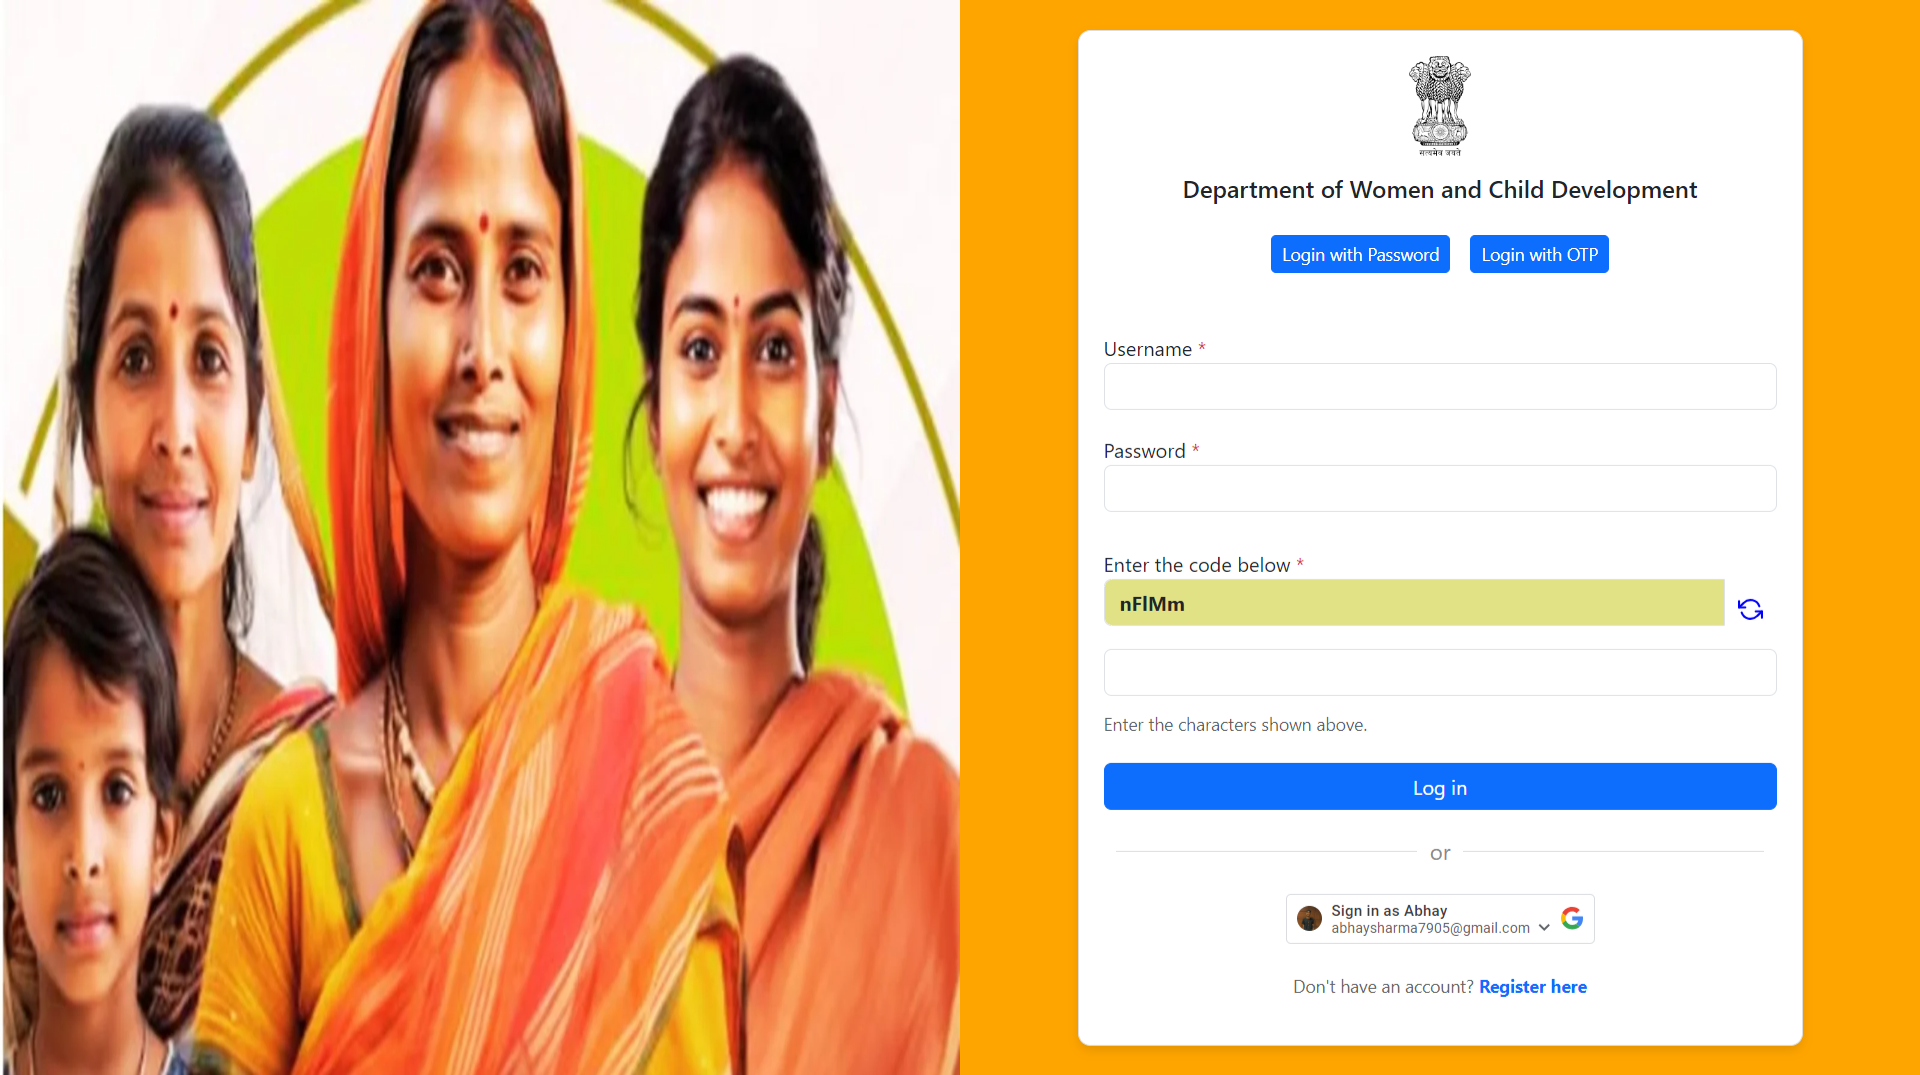 सत्यमेव जयते
Department of Women and Child Development
Login with Password Login with OTP
Username *
Password *
Enter the code below *
nFlMm
Enter the characters shown above.
Log in
or
Sign in as Abhay
abhaysharma7905@gmail.com
Don't have an account? Register here